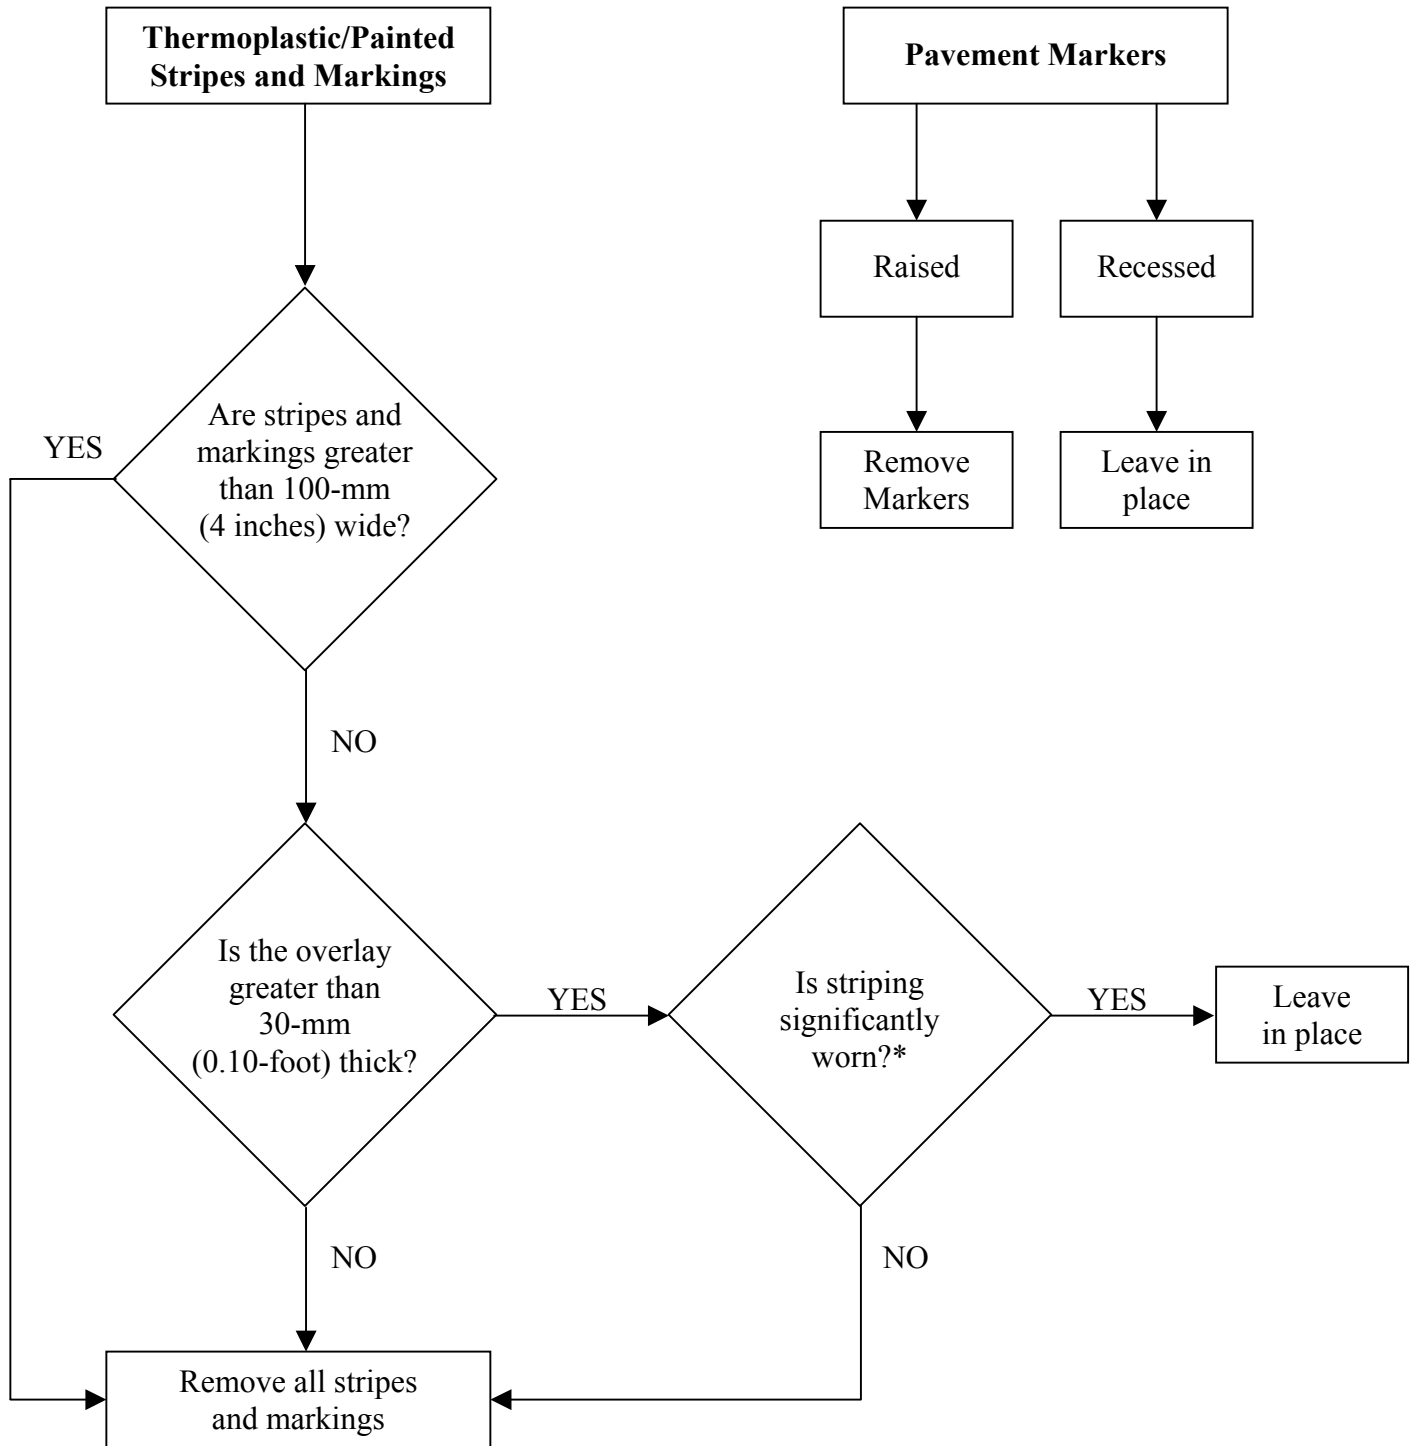 Thermoplastic/Painted
Stripes and Markings
Pavement Markers
Raised
Recessed
Remove
Markers
Leave in
place
Are stripes and
markings greater
than 100-mm
(4 inches) wide?
YES
NO
Is the overlay
greater than
30-mm
(0.10-foot) thick?
YES
Is striping
significantly
worn?*
YES
Leave
in place
NO
NO
Remove all stripes
and markings